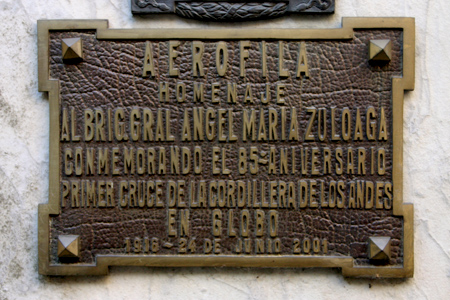 AEROFILA
HOMENAJE
AL BRIG. GRAL ANGEL MARIA ZULOAGA
CONMEMORANDO EL 85-ANIVERSARIO
PRIMER CRUCE DE LA CORDILLERA DE LOS ANDES
EN GLOBO
1916 - 24 DE JUNIO 2001